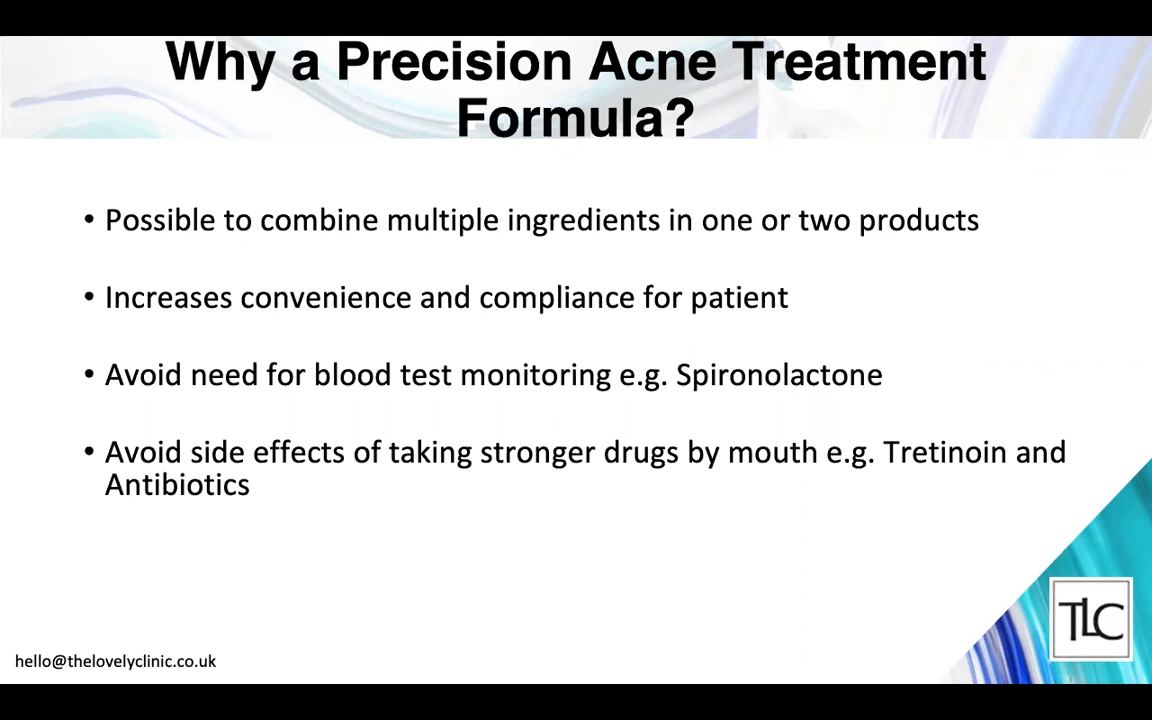 Why a Precision Acne Treatment
Formula?
• Possible to combine multiple ingredients in one or two products
• Increases convenience and compliance for patient
• Avoid need for blood test monitoring e.g. Spironolactone
• Avoid side effects of taking stronger drugs by mouth e.g. Tretinoin and
Antibiotics
TLC
hello@thelovelyclinic.co.uk